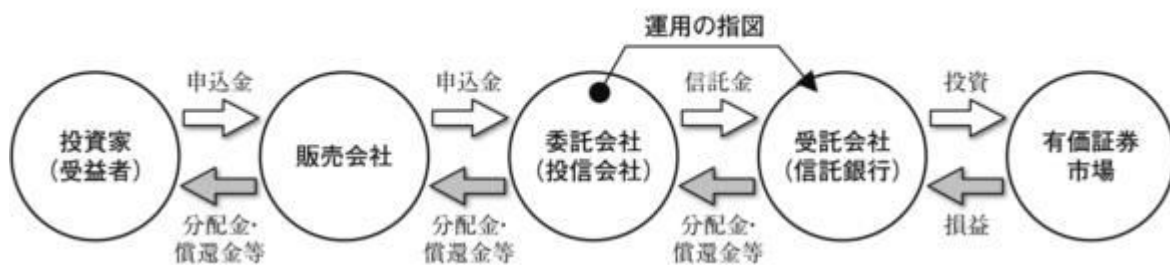 運用の指図
申込金
申込金
信託金
投資
投資家
(受益者)
販売会社
委託会社
(投信会社)
受託会社
(信託銀行)
有価証券
市場
分配金・
償還金等
分配金・
償還金等
分配金・
償還金等
損益